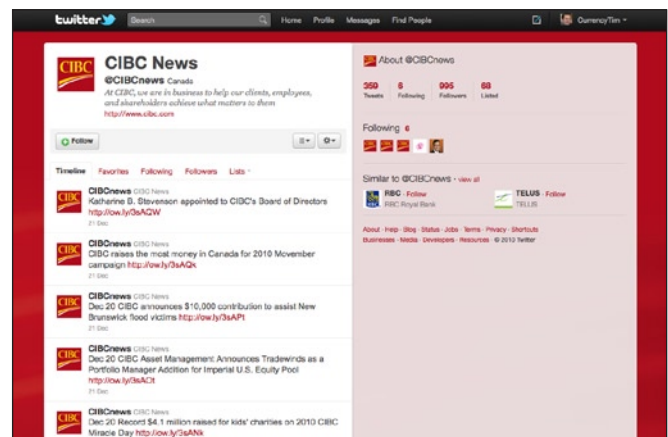 twitter
Search
Home Profile Messages Find People
CurrencyTim
CIBC
CIBC News
@CIBCnews Canada
At CIBC, we are in business to help our clients, employees,
and shareholders achieve what matters to them
http://www.cibc.com
Follow
Timeline Favorites Following Followers Lists
CIBCnews CIBC News
Katharine B. Stevenson appointed to CIBC's Board of Directors
http://ow.ly/3sAQW
21 Dec
CIBCnews CIBC News
CIBC raises the most money in Canada for 2010 Movember
campaign http://ow.ly/3sAQk
21 Dec
CIBCnews CIBC News
Dec 20 CIBC announces $10,000 contribution to assist New
Brunswick flood victims http://ow.ly/3sAPt
21 Dec
CIBCnews CIBC News
Dec 20 CIBC Asset Management Announces Tradewinds as a
Portfolio Manager Addition for Imperial U.S. Equity Pool
21 Dec
CIBCnews CIBC News
Dec 20 Record $4.1 million raised for kids' charities on 2010 CIBC
Miracle Day http://ow.ly/3sANk
About @CIBCnews
359 6 995 68
Tweets Following Followers Listed
Following 6
Similar to @CIBCnews · view all
RBC · Follow
RBC Royal Bank
TELUS · Follow
TELUS
About · Help · Blog · Status · Jobs · Terms · Privacy · Shortcuts
Businesses · Media · Developers · Resources · © 2010 Twitter